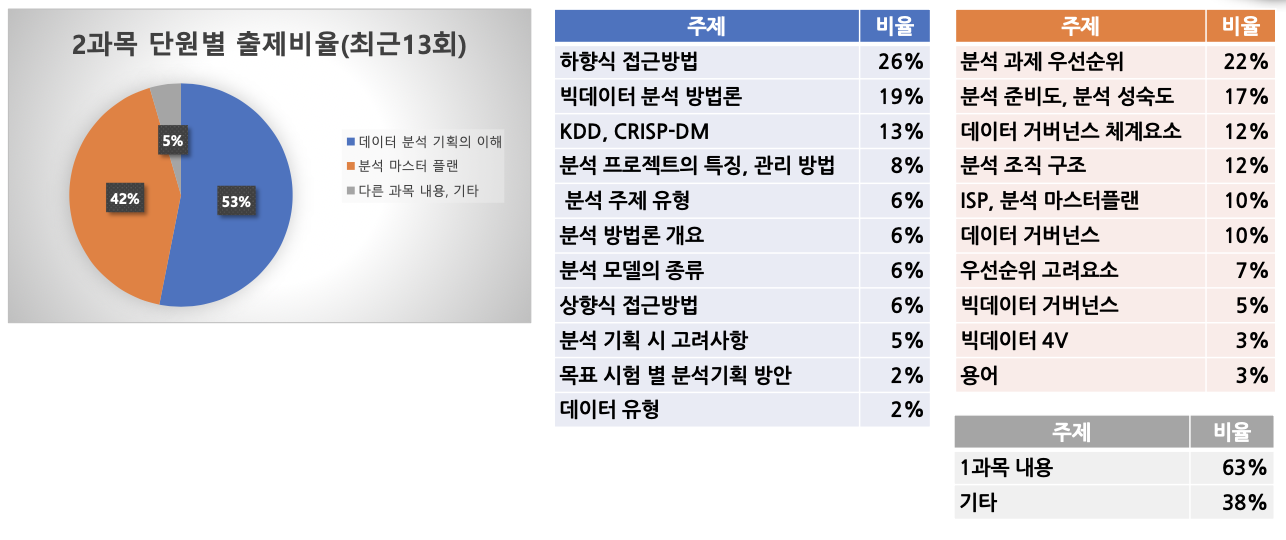 2과목 단원별 출제비율(최근13회)
5%
42%
53%
데이터 분석 기획의 이해
분석 마스터 플랜
다른 과목 내용, 기타
주제 비율
하향식 접근방법 26%
빅데이터 분석 방법론 19%
KDD, CRISP-DM 13%
분석 프로젝트의 특징, 관리 방법 8%
분석 주제 유형 6%
분석 방법론 개요 6%
분석 모델의 종류 6%
상향식 접근방법 6%
분석 기획 시 고려사항 5%
목표 시험 별 분석기획 방안 2%
데이터 유형 2%
주제 비율
분석 과제 우선순위 22%
분석 준비도, 분석 성숙도 17%
데이터 거버넌스 체계요소 12%
분석 조직 구조 12%
ISP, 분석 마스터플랜 10%
데이터 거버넌스 10%
우선순위 고려요소 7%
빅데이터 거버넌스 5%
빅데이터 4V 3%
용어 3%
주제 비율
1과목 내용 63%
기타 38%